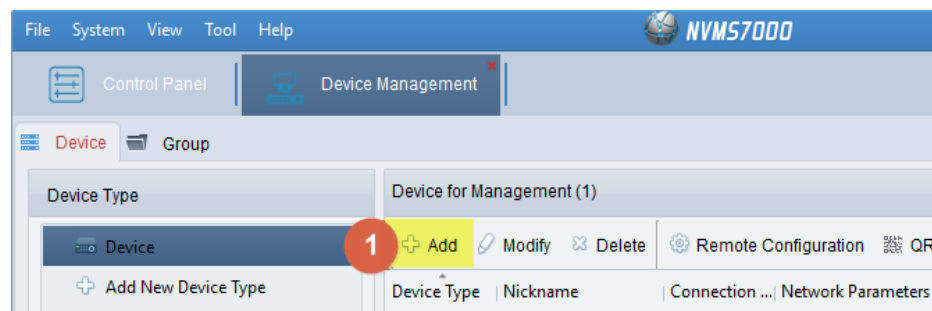 File System View Tool Help NVMS7000
Control Panel Device Management
Device Group
Device Type Device for Management (1)
Device 1 Add Modify Delete Remote Configuration QR
Add New Device Type Device Type Nickname Connection ... Network Parameters